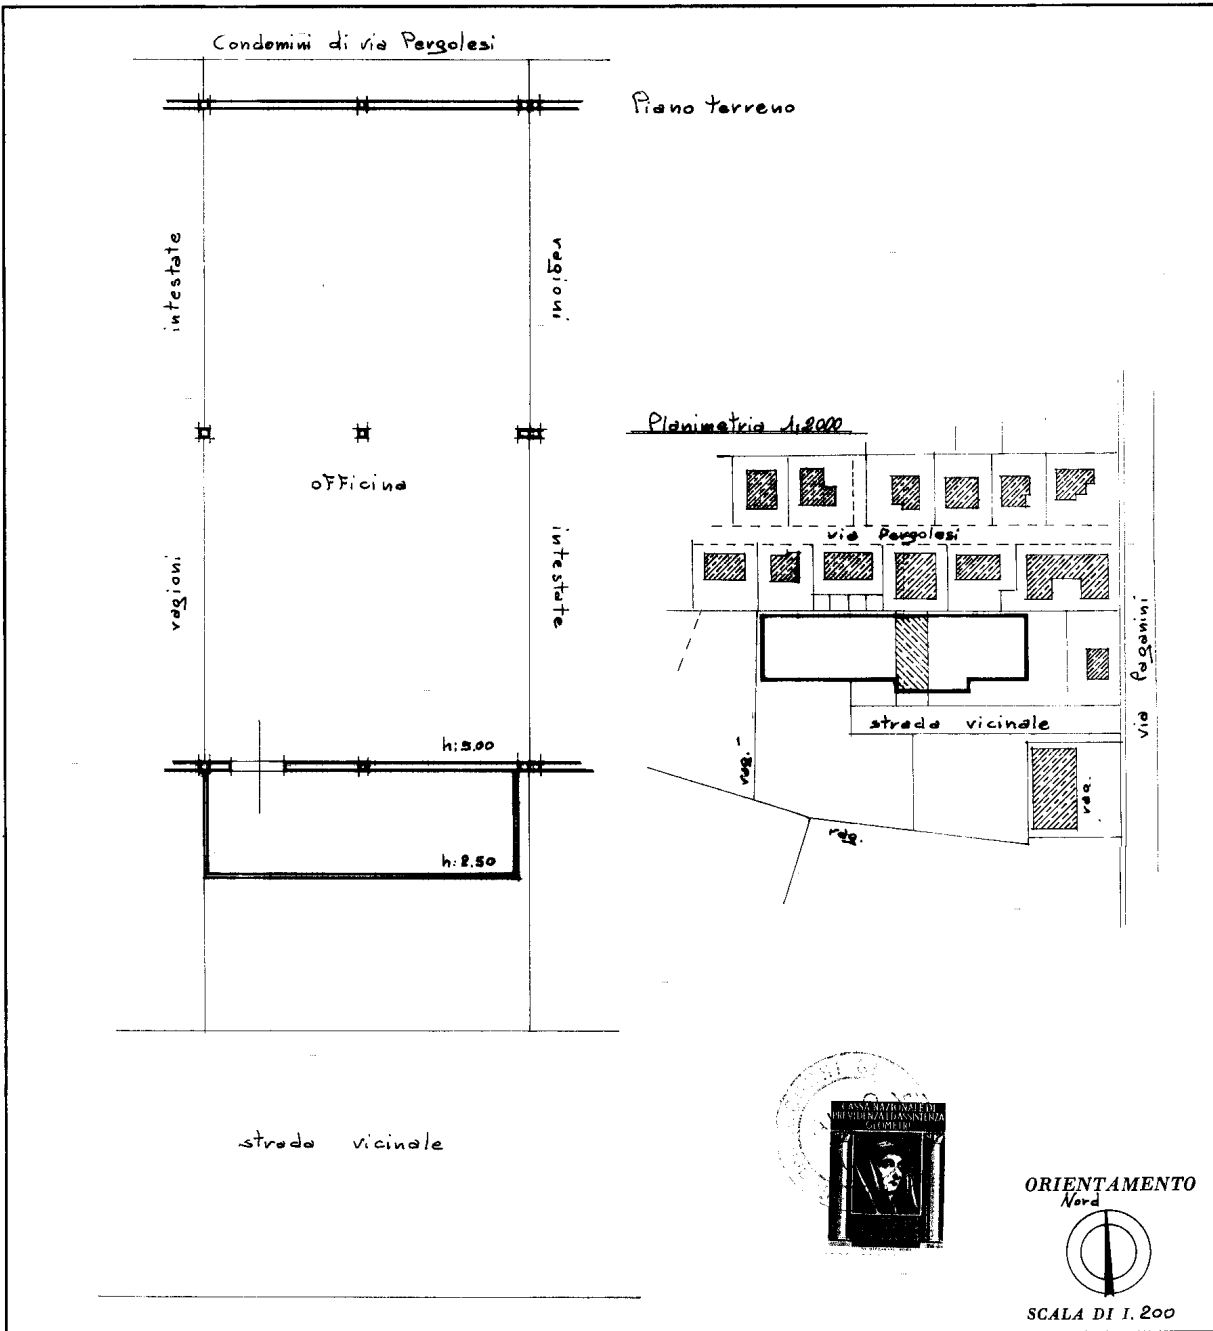 Condomini di via Pergolesi
Piano terreno
intestate
ragioni
officina
ragioni
intestate
h:5.00
h:2.50
strada vicinale
Planimetria 1:2000
via Pergolesi
via Paganini
strada vicinale
rag.
rag.
rag.
CASSA NAZIONALE DI
PREVIDENZA ED ASSISTENZA
GEOMETRI
ORIENTAMENTO
Nord
SCALA DI 1. 200